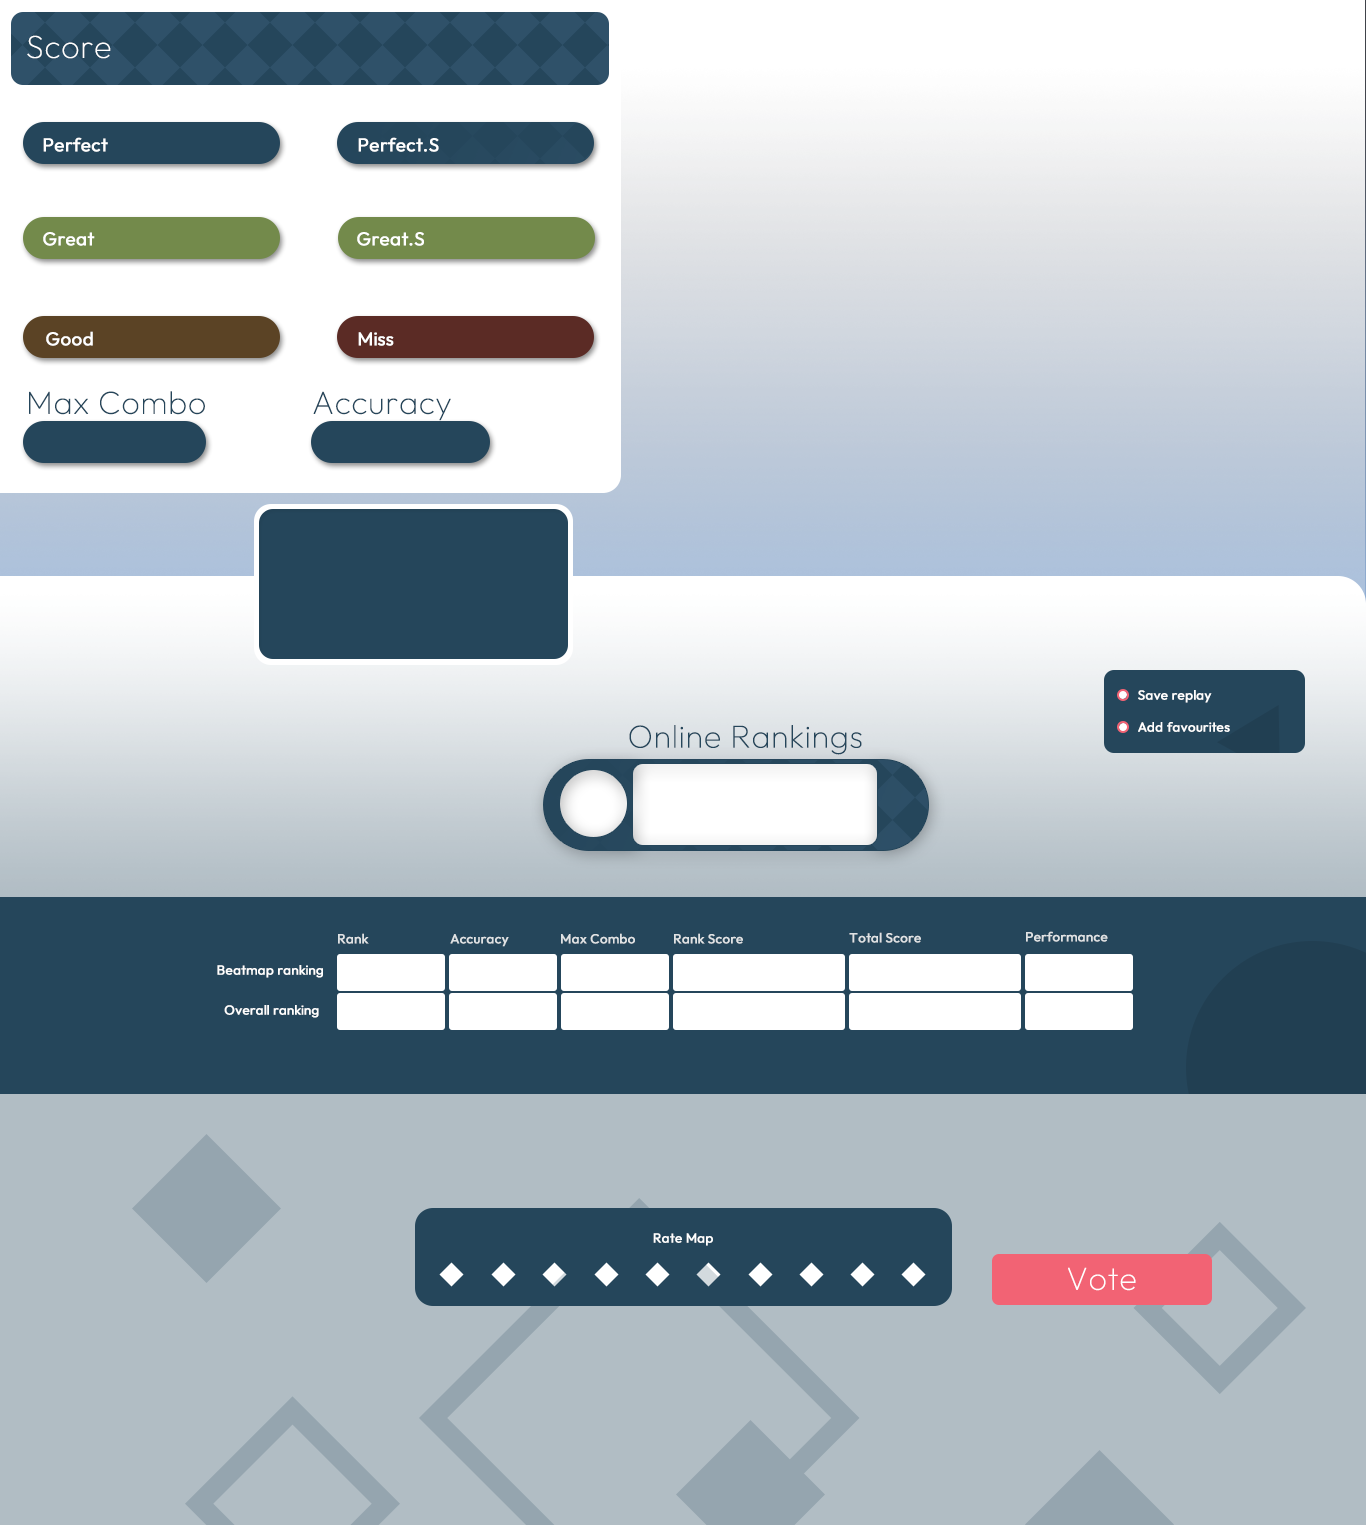 Score
Perfect
Perfect.S
Great
Great.S
Good
Miss
Max Combo
Accuracy
Save replay
Add favourites
Online Rankings
Rank
Accuracy
Max Combo
Rank Score
Total Score
Performance
Beatmap ranking
Overall ranking
Rate Map
Vote